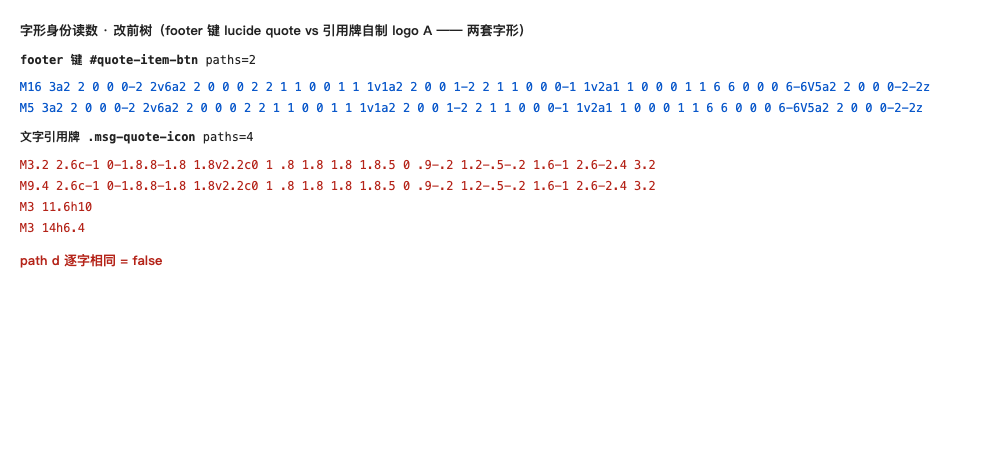 字形身份读数 · 改前树（footer 键 lucide quote vs 引用牌自制 logo A —— 两套字形）
footer 键 #quote-item-btn paths=2
M16 3a2 2 0 0 0-2 2v6a2 2 0 0 0 2 2 1 1 0 0 1 1 1v1a2 2 0 0 1-2 2 1 1 0 0 0-1 1v2a1 1 0 0 0 1 1 6 6 0 0 0 6-6V5a2 2 0 0 0-2-2z
M5 3a2 2 0 0 0-2 2v6a2 2 0 0 0 2 2 1 1 0 0 1 1 1v1a2 2 0 0 1-2 2 1 1 0 0 0-1 1v2a1 1 0 0 0 1 1 6 6 0 0 0 6-6V5a2 2 0 0 0-2-2z
文字引用牌 .msg-quote-icon paths=4
M3.2 2.6c-1 0-1.8.8-1.8 1.8v2.2c0 1 .8 1.8 1.8 1.8.5 0 .9-.2 1.2-.5-.2 1.6-1 2.6-2.4 3.2
M9.4 2.6c-1 0-1.8.8-1.8 1.8v2.2c0 1 .8 1.8 1.8 1.8.5 0 .9-.2 1.2-.5-.2 1.6-1 2.6-2.4 3.2
M3 11.6h10
M3 14h6.4
path d 逐字相同 = false